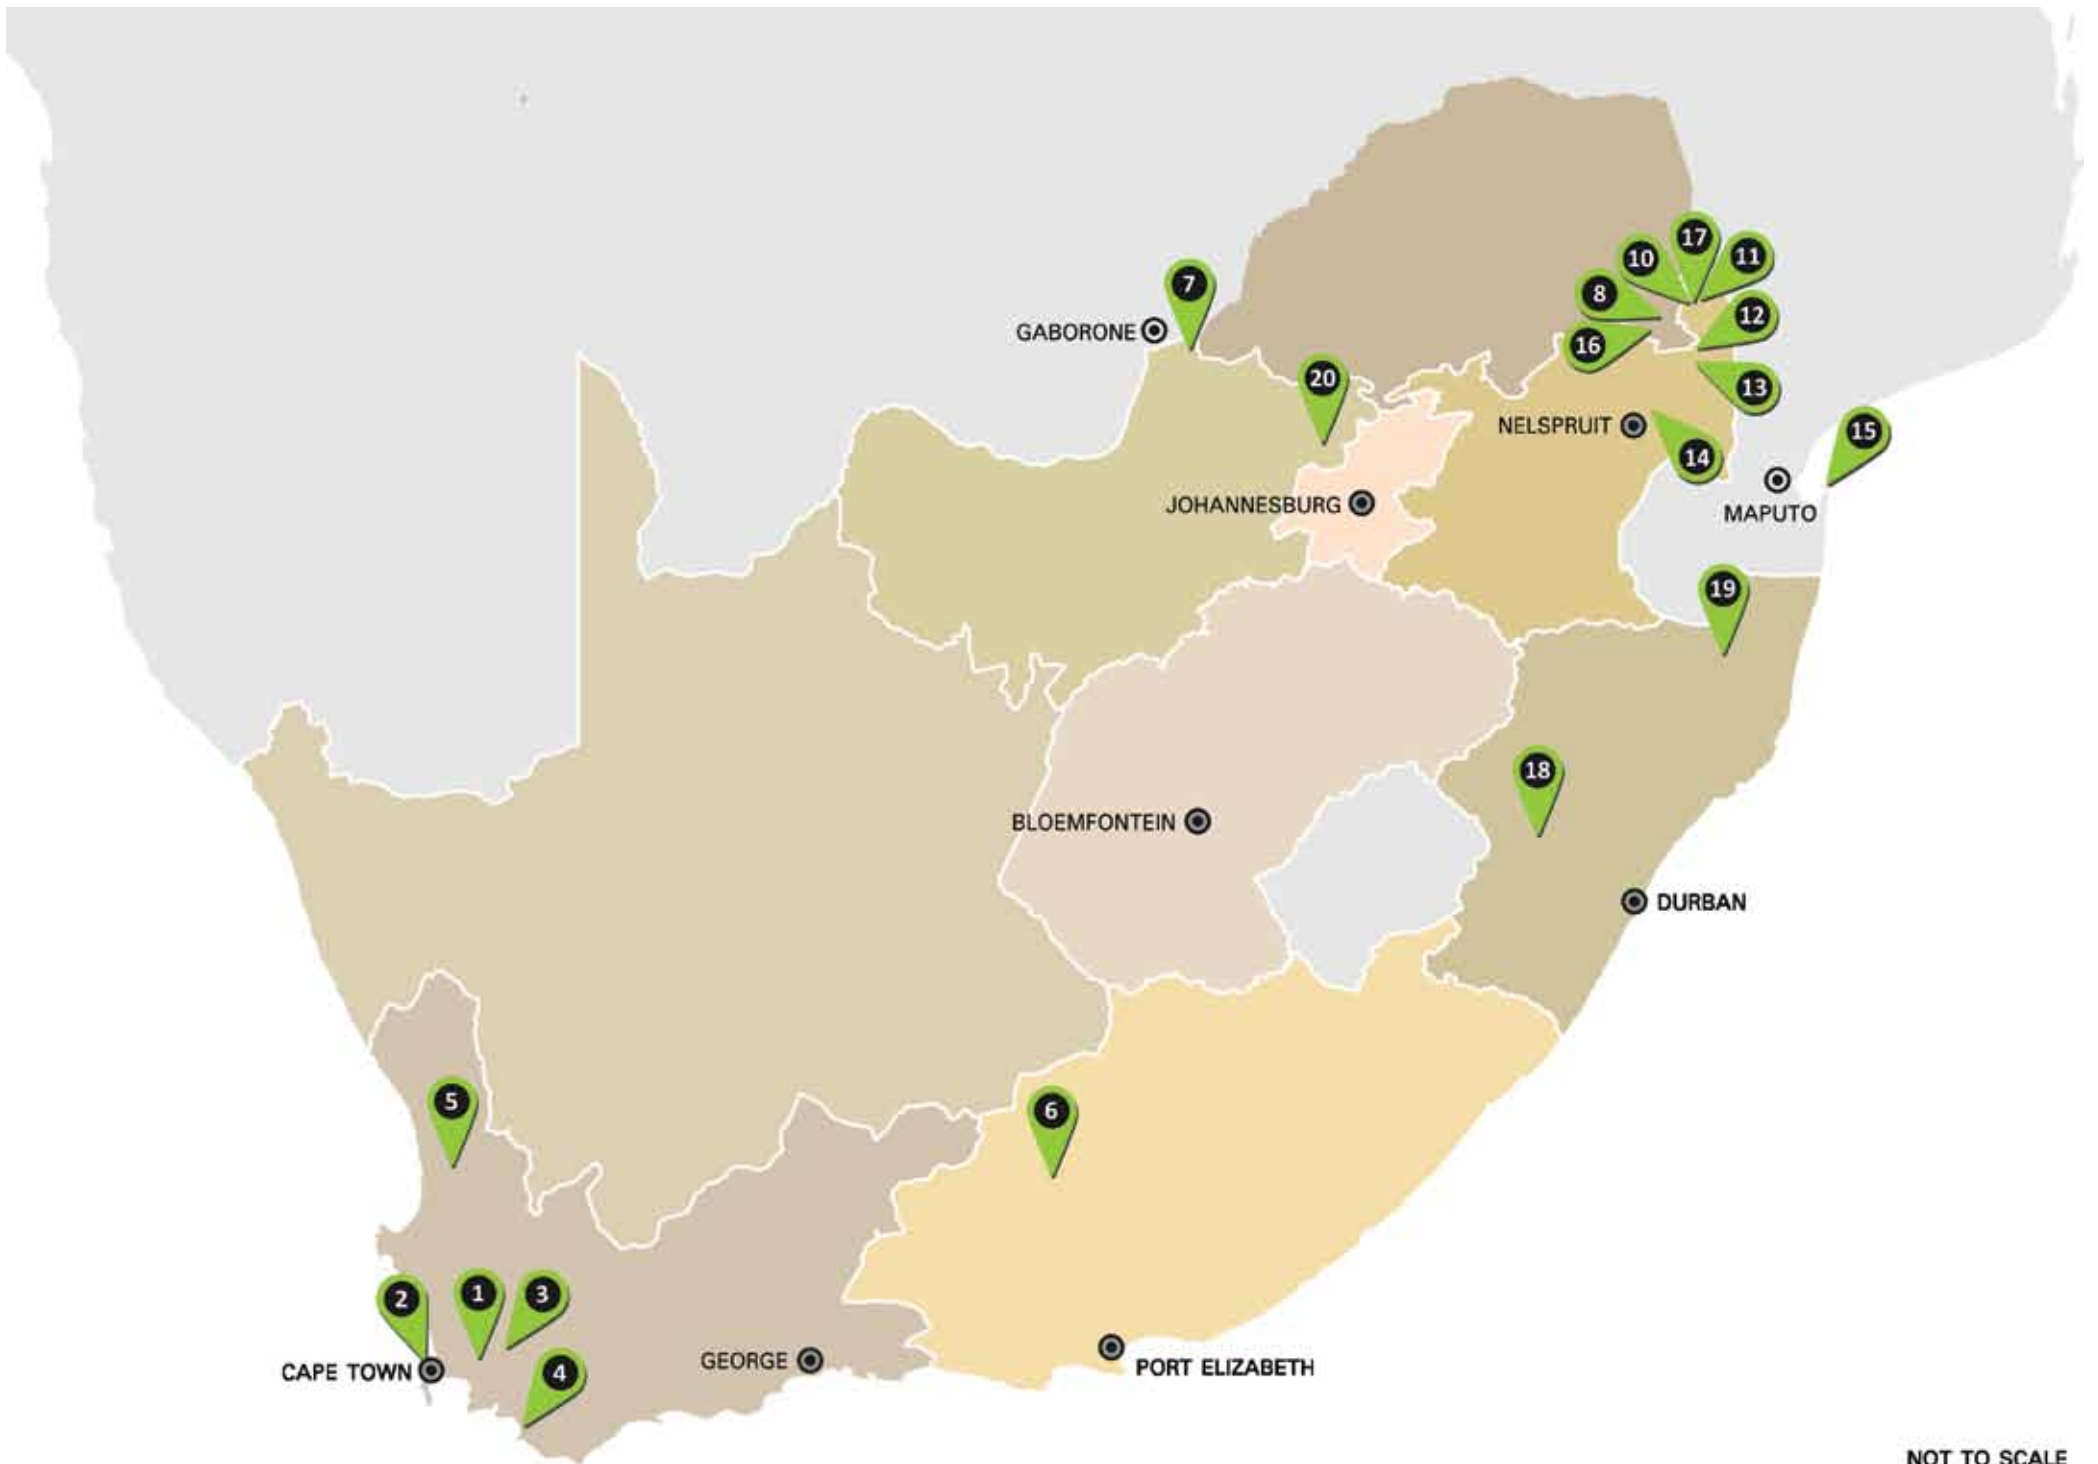 17
10
11
7
8
12
GABORONE
16
20
13
NELSPRUIT
15
14
JOHANNESBURG
MAPUTO
19
18
BLOEMFONTEIN
DURBAN
5
6
2
1
3
GEORGE
PORT ELIZABETH
CAPE TOWN
4
NOT TO SCALE